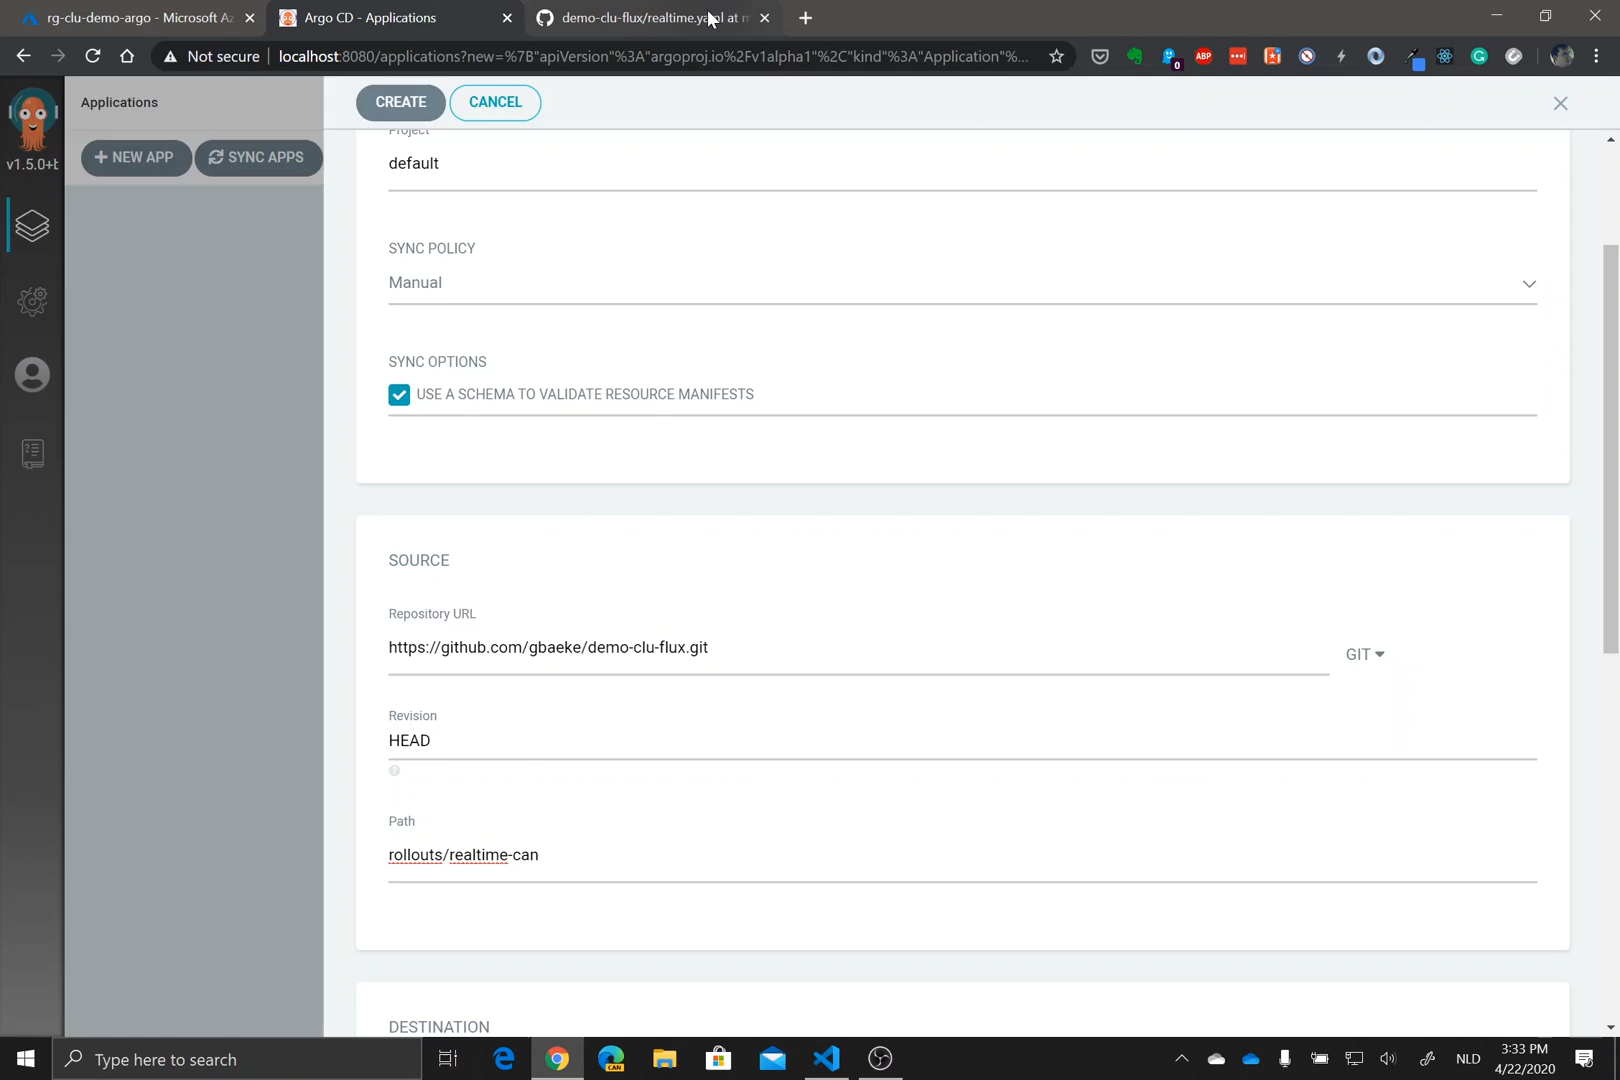 rg-clu-demo-argo - Microsoft Az
Argo CD - Applications
demo-clu-flux/realtime.yaml at m
Not secure
localhost:8080/applications?new=%7B"apiVersion"%3A"argoproj.io%2Fv1alpha1"%2C"kind"%3A"Application"%...
0
ABP
Applications
CREATE
CANCEL
v1.5.0+b
NEW APP
SYNC APPS
Project
default
SYNC POLICY
Manual
SYNC OPTIONS
USE A SCHEMA TO VALIDATE RESOURCE MANIFESTS
SOURCE
Repository URL
https://github.com/gbaeke/demo-clu-flux.git
GIT
Revision
HEAD
Path
rollouts/realtime-can
DESTINATION
Type here to search
CAN
NLD
3:33 PM
4/22/2020